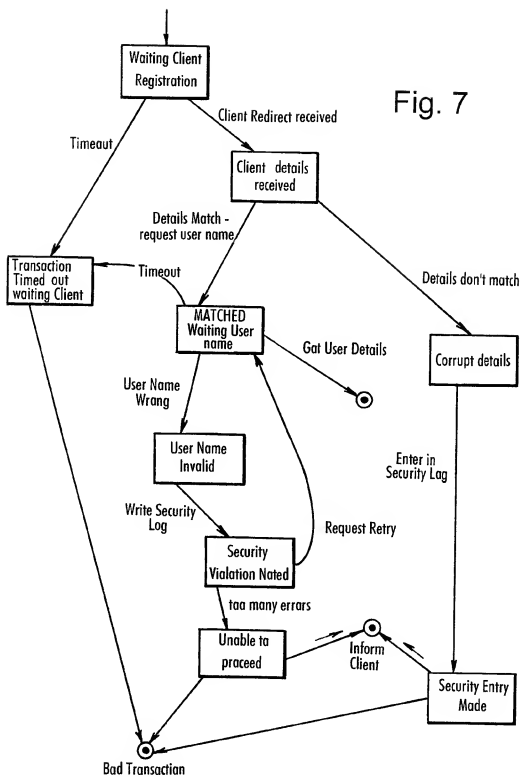 Waiting Client
Registration
Fig. 7
Client Redirect received
Timeaut
Client details
received
Details Match -
request user name
Transaction
Timed out
waiting Client
Timeout
Details don't match
MATCHED
Waiting User
name
Gat User Details
Corrupt details
User Name
Wrang
User Name
Invalid
Enter in
Security Lag
Write Security
Log
Request Retry
Security
Vialation Nated
taa many errars
Unable ta
praceed
Inform
Client
Security Entry
Made
Bad Transaction